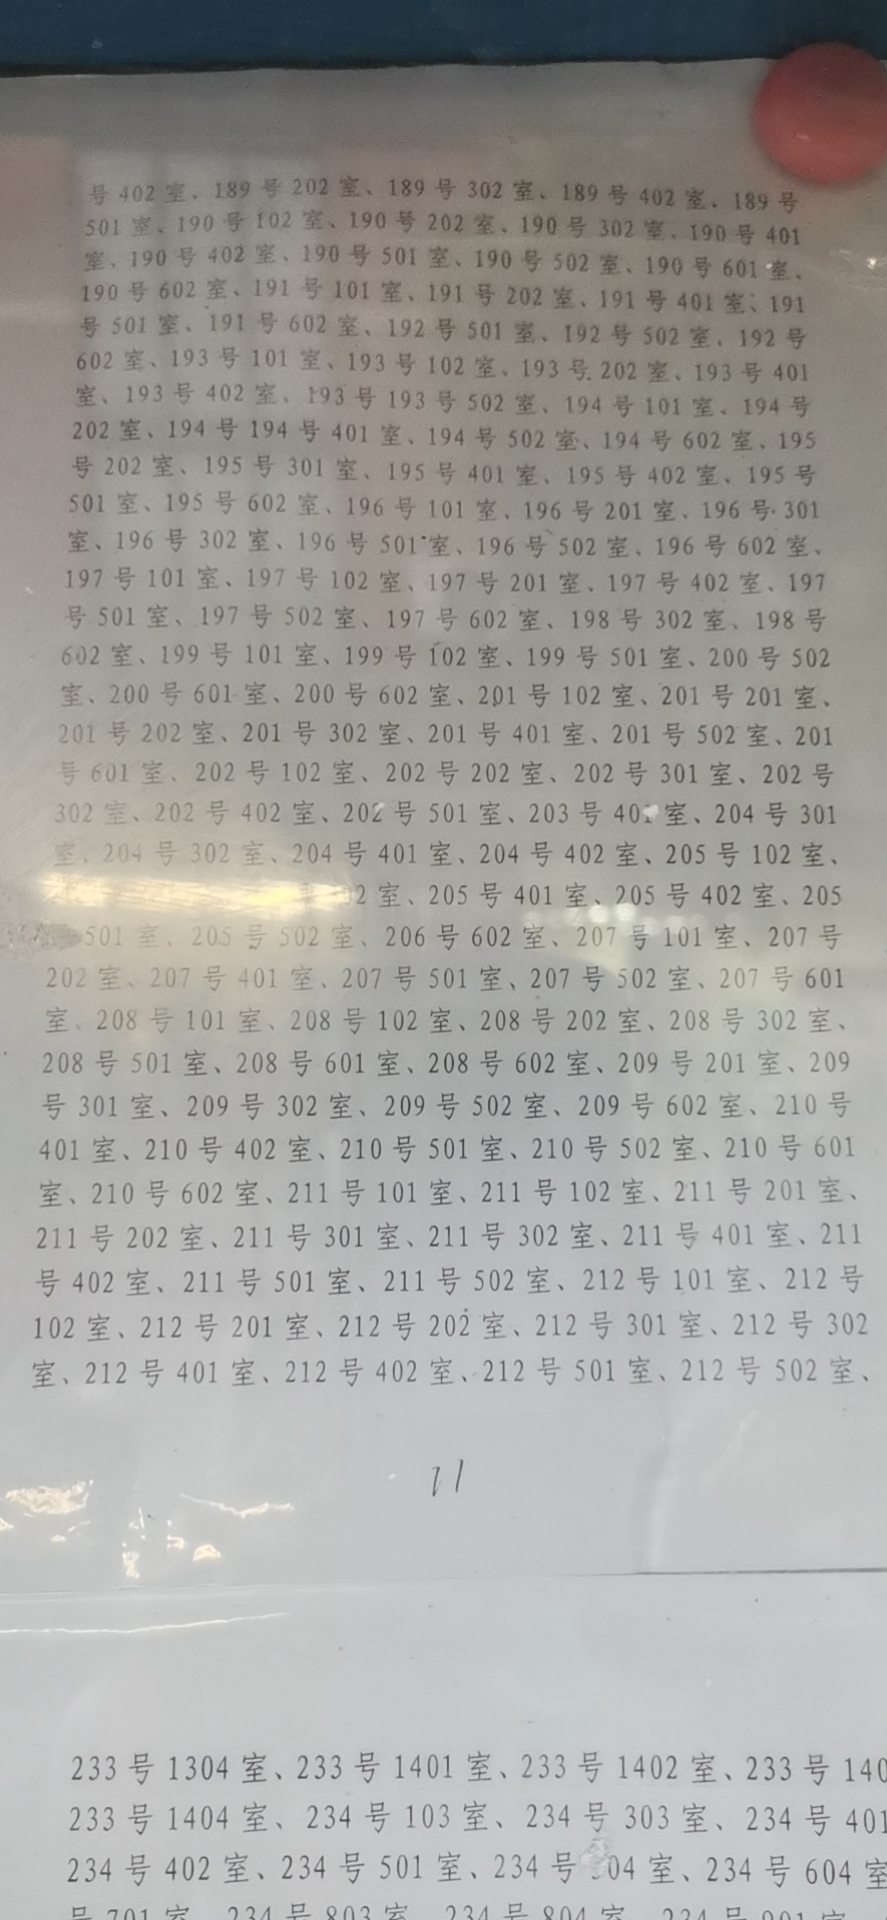 号 402 室、189 号 202 室、189 号 302 室、189 号 402 室、189 号
501 室、190 号 102 室、190 号 202 室、190 号 302 室、190 号 401
室、190 号 402 室、190 号 501 室、190 号 502 室、190 号 601 室、
190 号 602 室、191 号 101 室、191 号 202 室、191 号 401 室、191
号 501 室、191 号 602 室、192 号 501 室、192 号 502 室、192 号
602 室、193 号 101 室、193 号 102 室、193 号 202 室、193 号 401
室、193 号 402 室、193 号 193 号 502 室、194 号 101 室、194 号
202 室、194 号 194 号 401 室、194 号 502 室、194 号 602 室、195
号 202 室、195 号 301 室、195 号 401 室、195 号 402 室、195 号
501 室、195 号 602 室、196 号 101 室、196 号 201 室、196 号 301
室、196 号 302 室、196 号 501 室、196 号 502 室、196 号 602 室、
197 号 101 室、197 号 102 室、197 号 201 室、197 号 402 室、197
号 501 室、197 号 502 室、197 号 602 室、198 号 302 室、198 号
602 室、199 号 101 室、199 号 102 室、199 号 501 室、200 号 502
室、200 号 601 室、200 号 602 室、201 号 102 室、201 号 201 室、
201 号 202 室、201 号 302 室、201 号 401 室、201 号 502 室、201
号 601 室、202 号 102 室、202 号 202 室、202 号 301 室、202 号
302 室、202 号 402 室、202 号 501 室、203 号 室、204 号 301
室、204 号 302 室、204 号 401 室、204 号 402 室、205 号 102 室、
室、205 号 401 室、205 号 402 室、205
501 室、205 号 502 室、206 号 602 室、207 号 101 室、207 号
202 室、207 号 401 室、207 号 501 室、207 号 502 室、207 号 601
室、208 号 101 室、208 号 102 室、208 号 202 室、208 号 302 室、
208 号 501 室、208 号 601 室、208 号 602 室、209 号 201 室、209
号 301 室、209 号 302 室、209 号 502 室、209 号 602 室、210 号
401 室、210 号 402 室、210 号 501 室、210 号 502 室、210 号 601
室、210 号 602 室、211 号 101 室、211 号 102 室、211 号 201 室、
211 号 202 室、211 号 301 室、211 号 302 室、211 号 401 室、211
号 402 室、211 号 501 室、211 号 502 室、212 号 101 室、212 号
102 室、212 号 201 室、212 号 202 室、212 号 301 室、212 号 302
室、212 号 401 室、212 号 402 室、212 号 501 室、212 号 502 室、
11
233 号 1304 室、233 号 1401 室、233 号 1402 室、233 号 140
233 号 1404 室、234 号 103 室、234 号 303 室、234 号 401
234 号 402 室、234 号 501 室、234 号 室、234 号 604 室
号 701 室、234 号 803 室、234 号 804 室、234 号 901 室